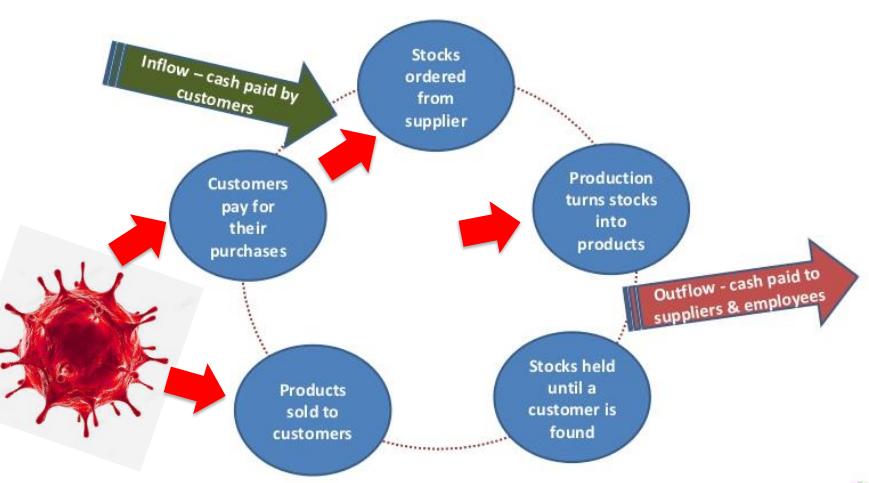 Inflow – cash paid by
customers
Stocks
ordered
from
supplier
Customers
pay for
their
purchases
Production
turns stocks
into
products
Outflow - cash paid to
suppliers & employees
Products
sold to
customers
Stocks held
until a
customer is
found